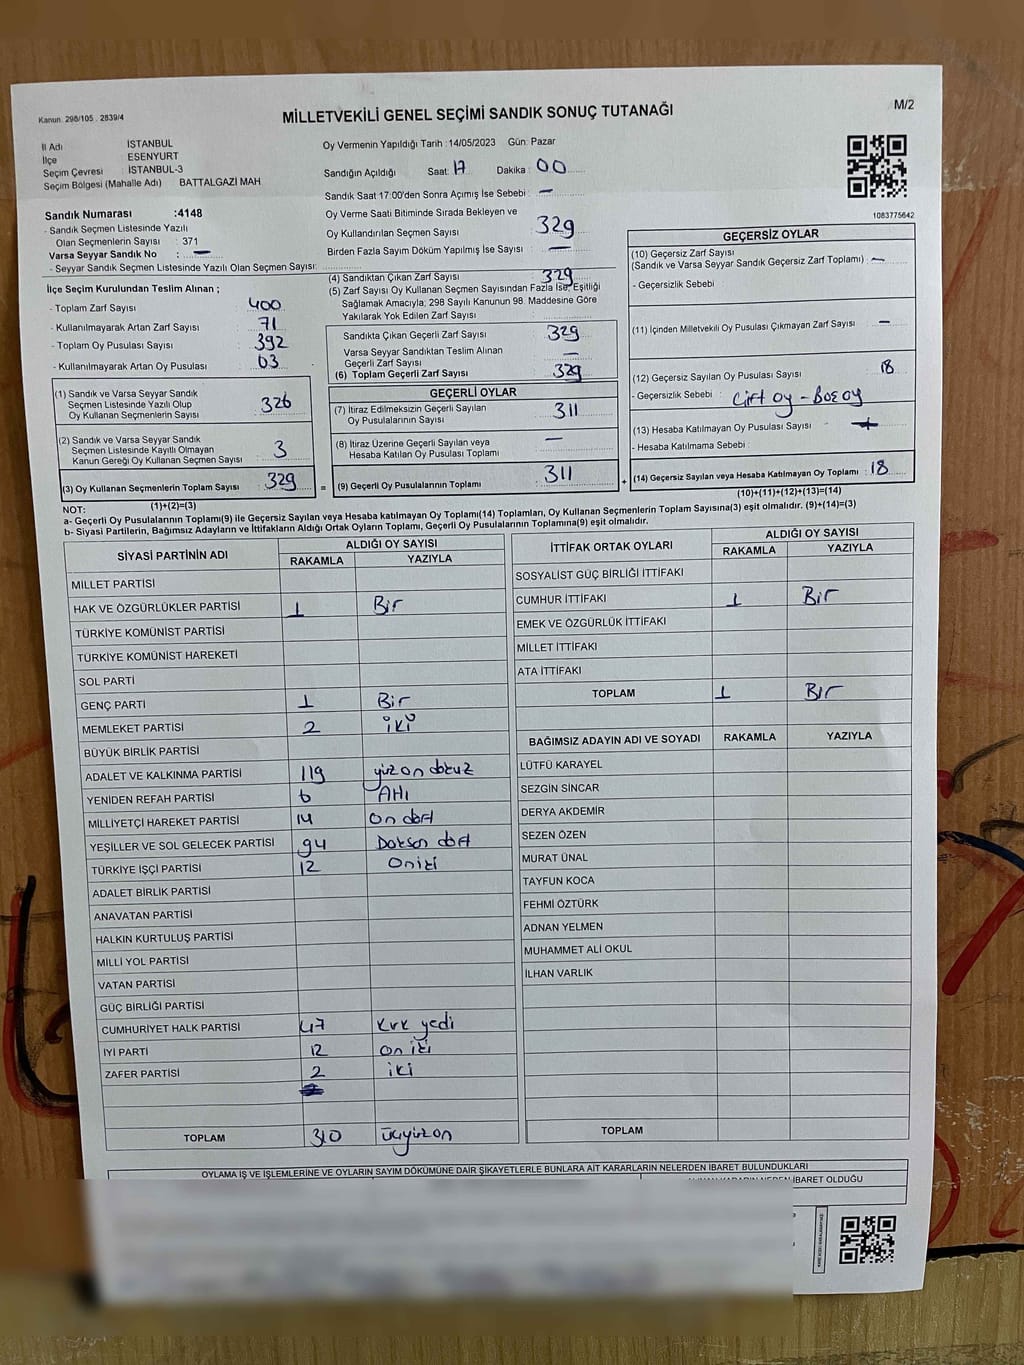 Kanun. 298/105 . 2839/4
MİLLETVEKİLİ GENEL SEÇİMİ SANDIK SONUÇ TUTANAĞI
M/2
İl Adı İSTANBUL
İlçe ESENYURT
Seçim Çevresi : İSTANBUL-3
Seçim Bölgesi (Mahalle Adı) BATTALGAZİ MAH
Sandık Numarası :4148
- Sandık Seçmen Listesinde Yazılı
Olan Seçmenlerin Sayısı : 371
Varsa Seyyar Sandık No : —
- Seyyar Sandık Seçmen Listesinde Yazılı Olan Seçmen Sayısı:
Oy Vermenin Yapıldığı Tarih :14/05/2023 Gün: Pazar
Sandığın Açıldığı Saat: 17 Dakika : 00
Sandık Saat 17:00'den Sonra Açımış İse Sebebi : —
Oy Verme Saati Bitiminde Sırada Bekleyen ve
Oy Kullandırılan Seçmen Sayısı : 329
Birden Fazla Sayım Döküm Yapılmış İse Sayısı : —
1083775642
İlçe Seçim Kurulundan Teslim Alınan ;
- Toplam Zarf Sayısı : 400
- Kullanılmayarak Artan Zarf Sayısı : 71
- Toplam Oy Pusulası Sayısı : 392
- Kullanılmayarak Artan Oy Pusulası : 63
(1) Sandık ve Varsa Seyyar Sandık
Seçmen Listesinde Yazılı Olup
Oy Kullanan Seçmenlerin Sayısı : 326
(2) Sandık ve Varsa Seyyar Sandık
Seçmen Listesinde Kayıtlı Olmayan
Kanun Gereği Oy Kullanan Seçmen Sayısı : 3
(3) Oy Kullanan Seçmenlerin Toplam Sayısı : 329
(1)+(2)=(3)
(4) Sandıktan Çıkan Zarf Sayısı : 329
(5) Zarf Sayısı Oy Kullanan Seçmen Sayısından Fazla İse, Eşitliği
Sağlamak Amacıyla; 298 Sayılı Kanunun 98. Maddesine Göre
Yakılarak Yok Edilen Zarf Sayısı :
Sandıkta Çıkan Geçerli Zarf Sayısı : 329
Varsa Seyyar Sandıktan Teslim Alınan
Geçerli Zarf Sayısı : —
(6) Toplam Geçerli Zarf Sayısı : 329
GEÇERLİ OYLAR
(7) İtiraz Edilmeksizin Geçerli Sayılan
Oy Pusulalarının Sayısı : 311
(8) İtiraz Üzerine Geçerli Sayılan veya
Hesaba Katılan Oy Pusulası Toplamı : —
= (9) Geçerli Oy Pusulalarının Toplamı : 311
GEÇERSİZ OYLAR
(10) Geçersiz Zarf Sayısı
(Sandık ve Varsa Seyyar Sandık Geçersiz Zarf Toplamı) : —
- Geçersizlik Sebebi :
(11) İçinden Milletvekili Oy Pusulası Çıkmayan Zarf Sayısı : —
(12) Geçersiz Sayılan Oy Pusulası Sayısı : 18
- Geçersizlik Sebebi : Çift oy - Boş oy
(13) Hesaba Katılmayan Oy Pusulası Sayısı :
- Hesaba Katılmama Sebebi :
+ (14) Geçersiz Sayılan veya Hesaba Katılmayan Oy Toplamı : 18
(10)+(11)+(12)+(13)=(14)
NOT:
a- Geçerli Oy Pusulalarının Toplamı(9) ile Geçersiz Sayılan veya Hesaba Katılmayan Oy Toplamı(14) Toplamları, Oy Kullanan Seçmenlerin Toplam Sayısına(3) eşit olmalıdır. (9)+(14)=(3)
b- Siyasi Partilerin, Bağımsız Adayların ve İttifakların Aldığı Ortak Oyların Toplamı, Geçerli Oy Pusulalarının Toplamına(9) eşit olmalıdır.
SİYASİ PARTİNİN ADI ALDIĞI OY SAYISI
RAKAMLA YAZIYLA
MİLLET PARTİSİ
HAK VE ÖZGÜRLÜKLER PARTİSİ 1 Bir
TÜRKİYE KOMÜNİST PARTİSİ
TÜRKİYE KOMÜNİST HAREKETİ
SOL PARTİ
GENÇ PARTİ 1 Bir
MEMLEKET PARTİSİ 2 iki
BÜYÜK BİRLİK PARTİSİ
ADALET VE KALKINMA PARTİSİ 119 yüz on dokuz
YENİDEN REFAH PARTİSİ 6 Altı
MİLLİYETÇİ HAREKET PARTİSİ 14 on dört
YEŞİLLER VE SOL GELECEK PARTİSİ 94 Doksan dört
TÜRKİYE İŞÇİ PARTİSİ 12 Oniki
ADALET BİRLİK PARTİSİ
ANAVATAN PARTİSİ
HALKIN KURTULUŞ PARTİSİ
MİLLİ YOL PARTİSİ
VATAN PARTİSİ
GÜÇ BİRLİĞİ PARTİSİ
CUMHURİYET HALK PARTİSİ 47 kırk yedi
İYİ PARTİ 12 on iki
ZAFER PARTİSİ 2 iki
TOPLAM 310 üçyüzon
İTTİFAK ORTAK OYLARI ALDIĞI OY SAYISI
RAKAMLA YAZIYLA
SOSYALİST GÜÇ BİRLİĞİ İTTİFAKI
CUMHUR İTTİFAKI 1 Bir
EMEK VE ÖZGÜRLÜK İTTİFAKI
MİLLET İTTİFAKI
ATA İTTİFAKI
TOPLAM 1 Bir
BAĞIMSIZ ADAYIN ADI VE SOYADI RAKAMLA YAZIYLA
LÜTFÜ KARAYEL
SEZGİN SİNCAR
DERYA AKDEMİR
SEZEN ÖZEN
MURAT ÜNAL
TAYFUN KOCA
FEHMİ ÖZTÜRK
ADNAN YELMEN
MUHAMMET ALİ OKUL
İLHAN VARLIK
TOPLAM
OYLAMA İŞ VE İŞLEMLERİNE VE OYLARIN SAYIM DÖKÜMÜNE DAİR ŞİKAYETLERLE BUNLARA AİT KARARLARIN NELERDEN İBARET BULUNDUKLARI
İBARET OLDUĞU